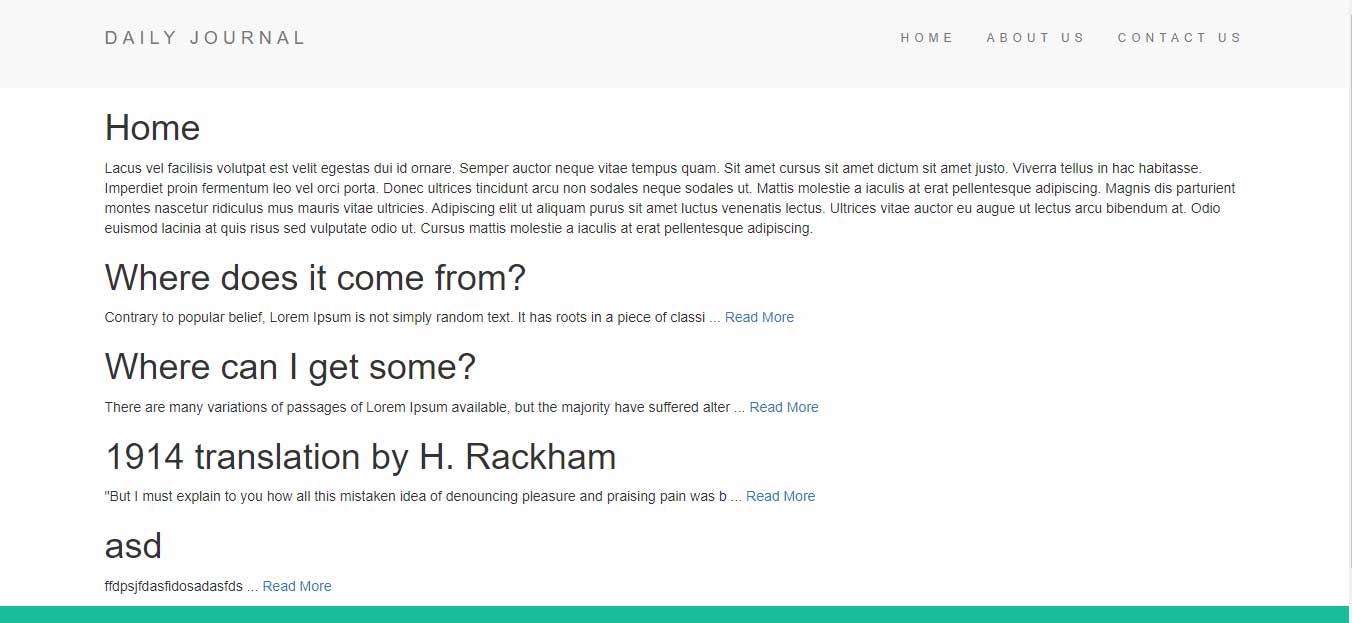 DAILY JOURNAL HOME ABOUT US CONTACT US
Home
Lacus vel facilisis volutpat est velit egestas dui id ornare. Semper auctor neque vitae tempus quam. Sit amet cursus sit amet dictum sit amet justo. Viverra tellus in hac habitasse.
Imperdiet proin fermentum leo vel orci porta. Donec ultrices tincidunt arcu non sodales neque sodales ut. Mattis molestie a iaculis at erat pellentesque adipiscing. Magnis dis parturient
montes nascetur ridiculus mus mauris vitae ultricies. Adipiscing elit ut aliquam purus sit amet luctus venenatis lectus. Ultrices vitae auctor eu augue ut lectus arcu bibendum at. Odio
euismod lacinia at quis risus sed vulputate odio ut. Cursus mattis molestie a iaculis at erat pellentesque adipiscing.
Where does it come from?
Contrary to popular belief, Lorem Ipsum is not simply random text. It has roots in a piece of classi ... Read More
Where can I get some?
There are many variations of passages of Lorem Ipsum available, but the majority have suffered alter ... Read More
1914 translation by H. Rackham
"But I must explain to you how all this mistaken idea of denouncing pleasure and praising pain was b ... Read More
asd
ffdpsjfdasfidosadasfds ... Read More